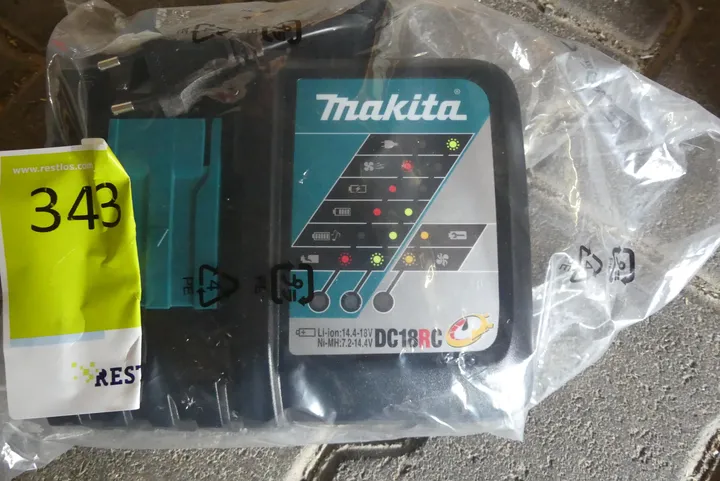 makita
www.restlos.com
343
REST
Li-ion:14.4-18V
Ni-MH:7.2-14.4V
DC18RC
4
PE